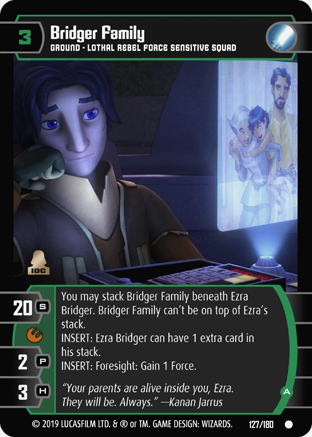 3
Bridger Family
GROUND - LOTHAL REBEL FORCE SENSITIVE SQUAD
IDC
20 S
2 P
3 H
You may stack Bridger Family beneath Ezra
Bridger. Bridger Family can't be on top of Ezra's
stack.
INSERT: Ezra Bridger can have 1 extra card in
his stack.
INSERT: Foresight: Gain 1 Force.
“Your parents are alive inside you, Ezra.
They will be. Always.” —Kanan Jarrus
A
© 2019 LUCASFILM LTD. & ® or TM. GAME DESIGN: WIZARDS.
127/180